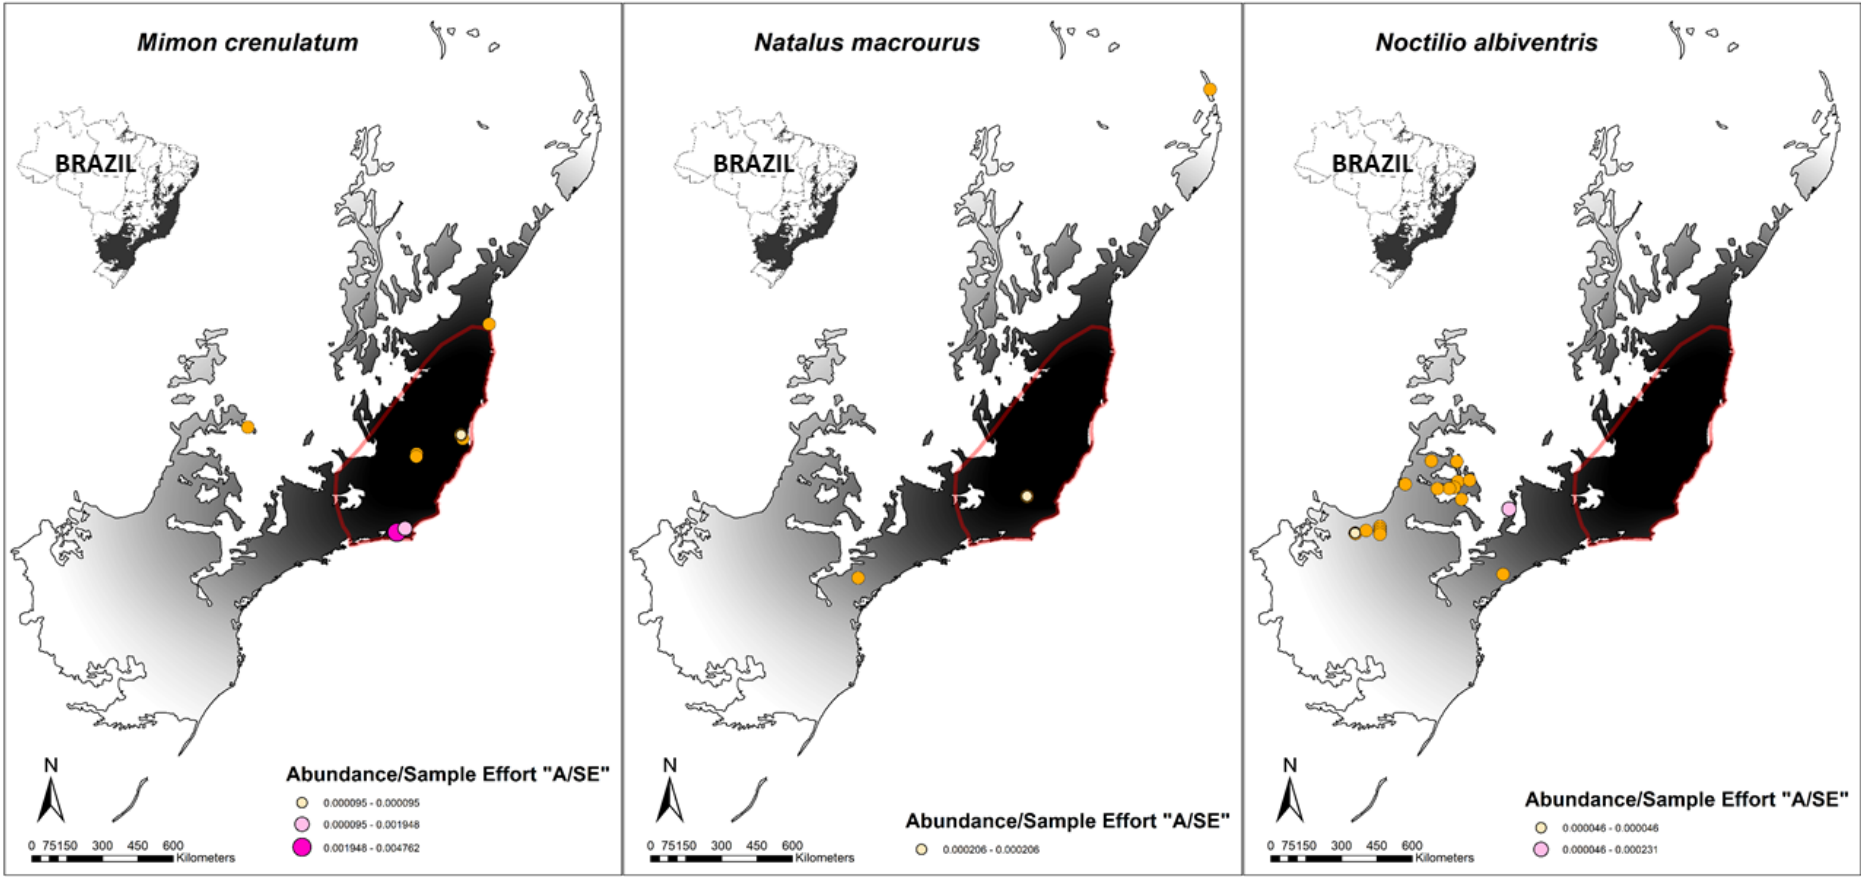 Mimon crenulatum
BRAZIL
N
0 75150 300 450 600
Kilometers
Abundance/Sample Effort "A/SE"
0.000095 - 0.000095
0.000095 - 0.001948
0.001948 - 0.004762
Natalus macrourus
BRAZIL
N
0 75150 300 450 600
Kilometers
Abundance/Sample Effort "A/SE"
0.000206 - 0.000206
Noctilio albiventris
BRAZIL
N
0 75150 300 450 600
Kilometers
Abundance/Sample Effort "A/SE"
0.000046 - 0.000046
0.000046 - 0.000231